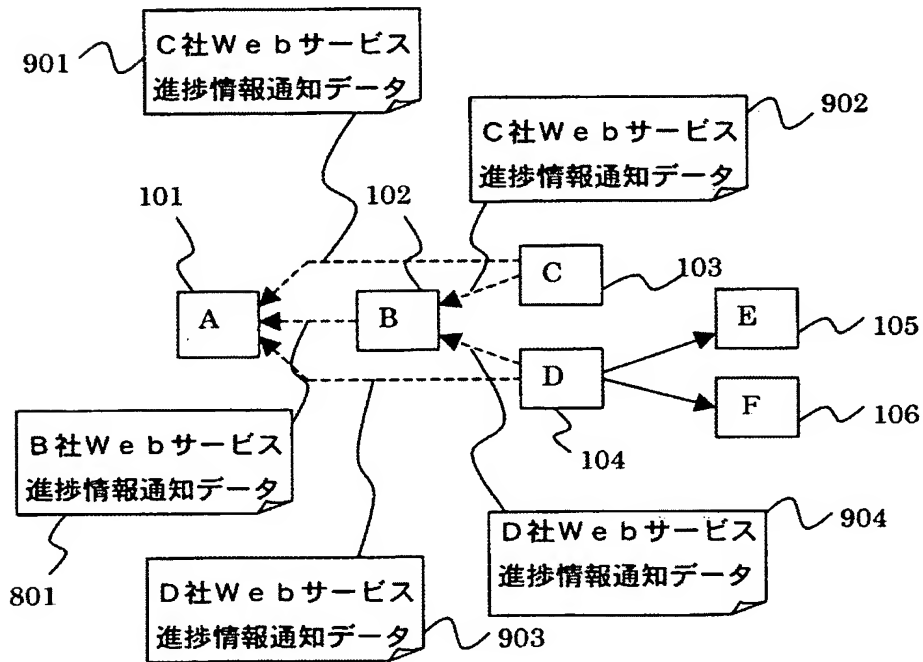 901
C社Ｗｅｂサービス
進捗情報通知データ
902
C社Ｗｅｂサービス
進捗情報通知データ
101
102
A
B
C
103
D
104
E
105
F
106
B社Ｗｅｂサービス
進捗情報通知データ
801
D社Ｗｅｂサービス
進捗情報通知データ
903
D社Ｗｅｂサービス
進捗情報通知データ
904